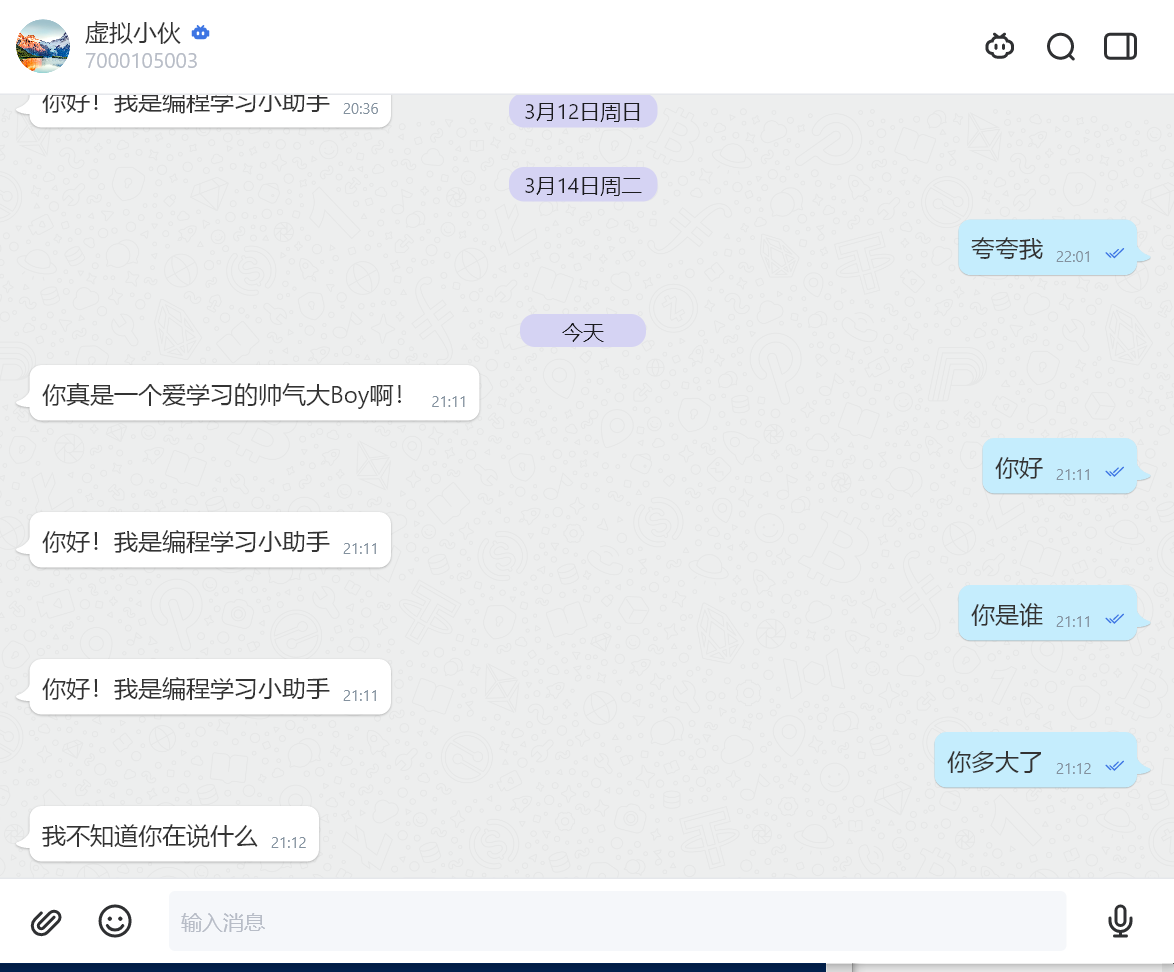 虚拟小伙
7000105003
你好！我是编程学习小助手 20:36
3月12日周日
3月14日周二
夸夸我 22:01
今天
你真是一个爱学习的帅气大Boy啊！ 21:11
你好 21:11
你好！我是编程学习小助手 21:11
你是谁 21:11
你好！我是编程学习小助手 21:11
你多大了 21:12
我不知道你在说什么 21:12
输入消息